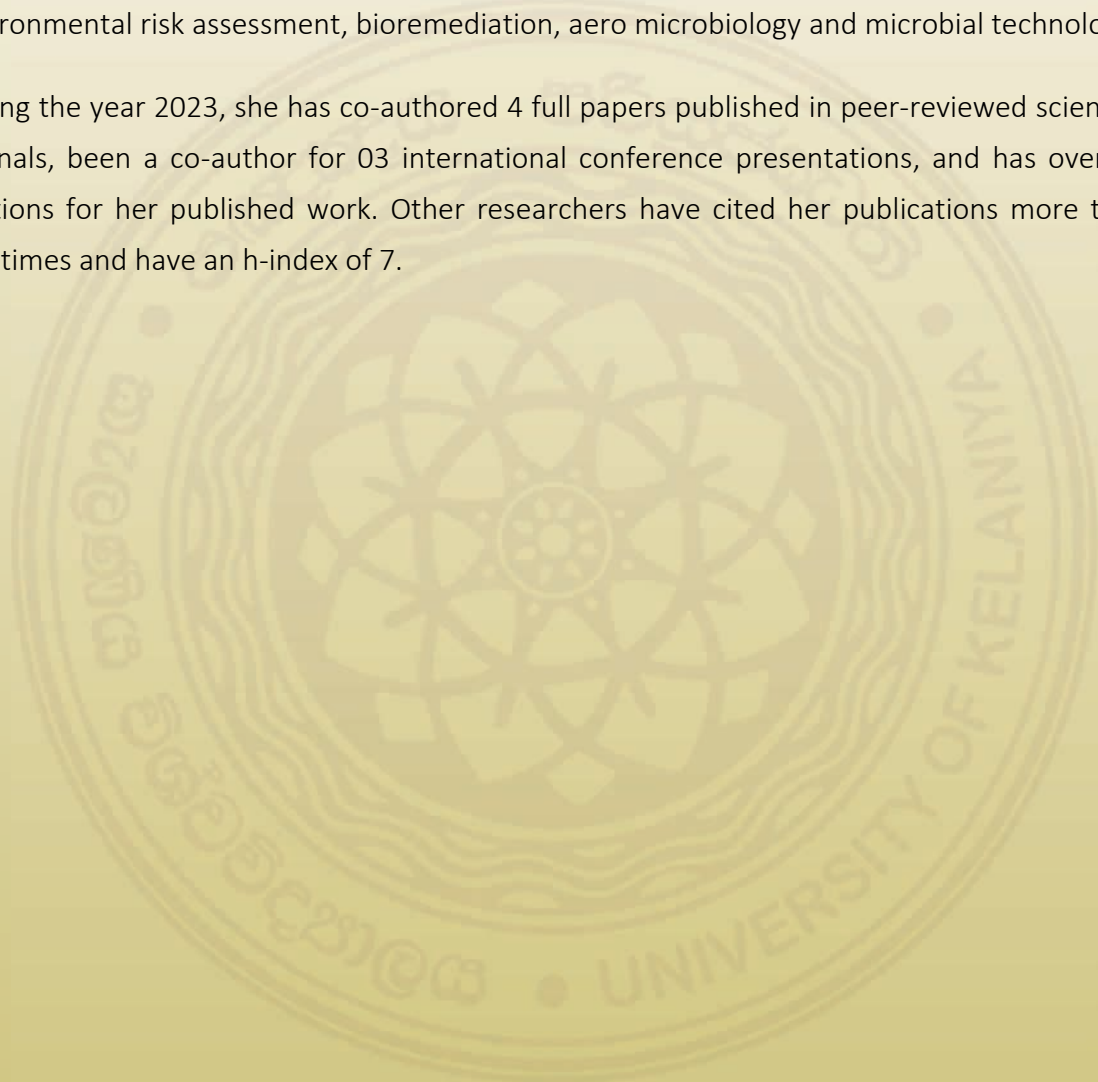 ronmental risk assessment, bioremediation, aero microbiology and microbial technolo
ng the year 2023, she has co-authored 4 full papers published in peer-reviewed scien
nals, been a co-author for 03 international conference presentations, and has over
tions for her published work. Other researchers have cited her publications more t
times and have an h-index of 7.
UNIVERSITY OF KELANIYA